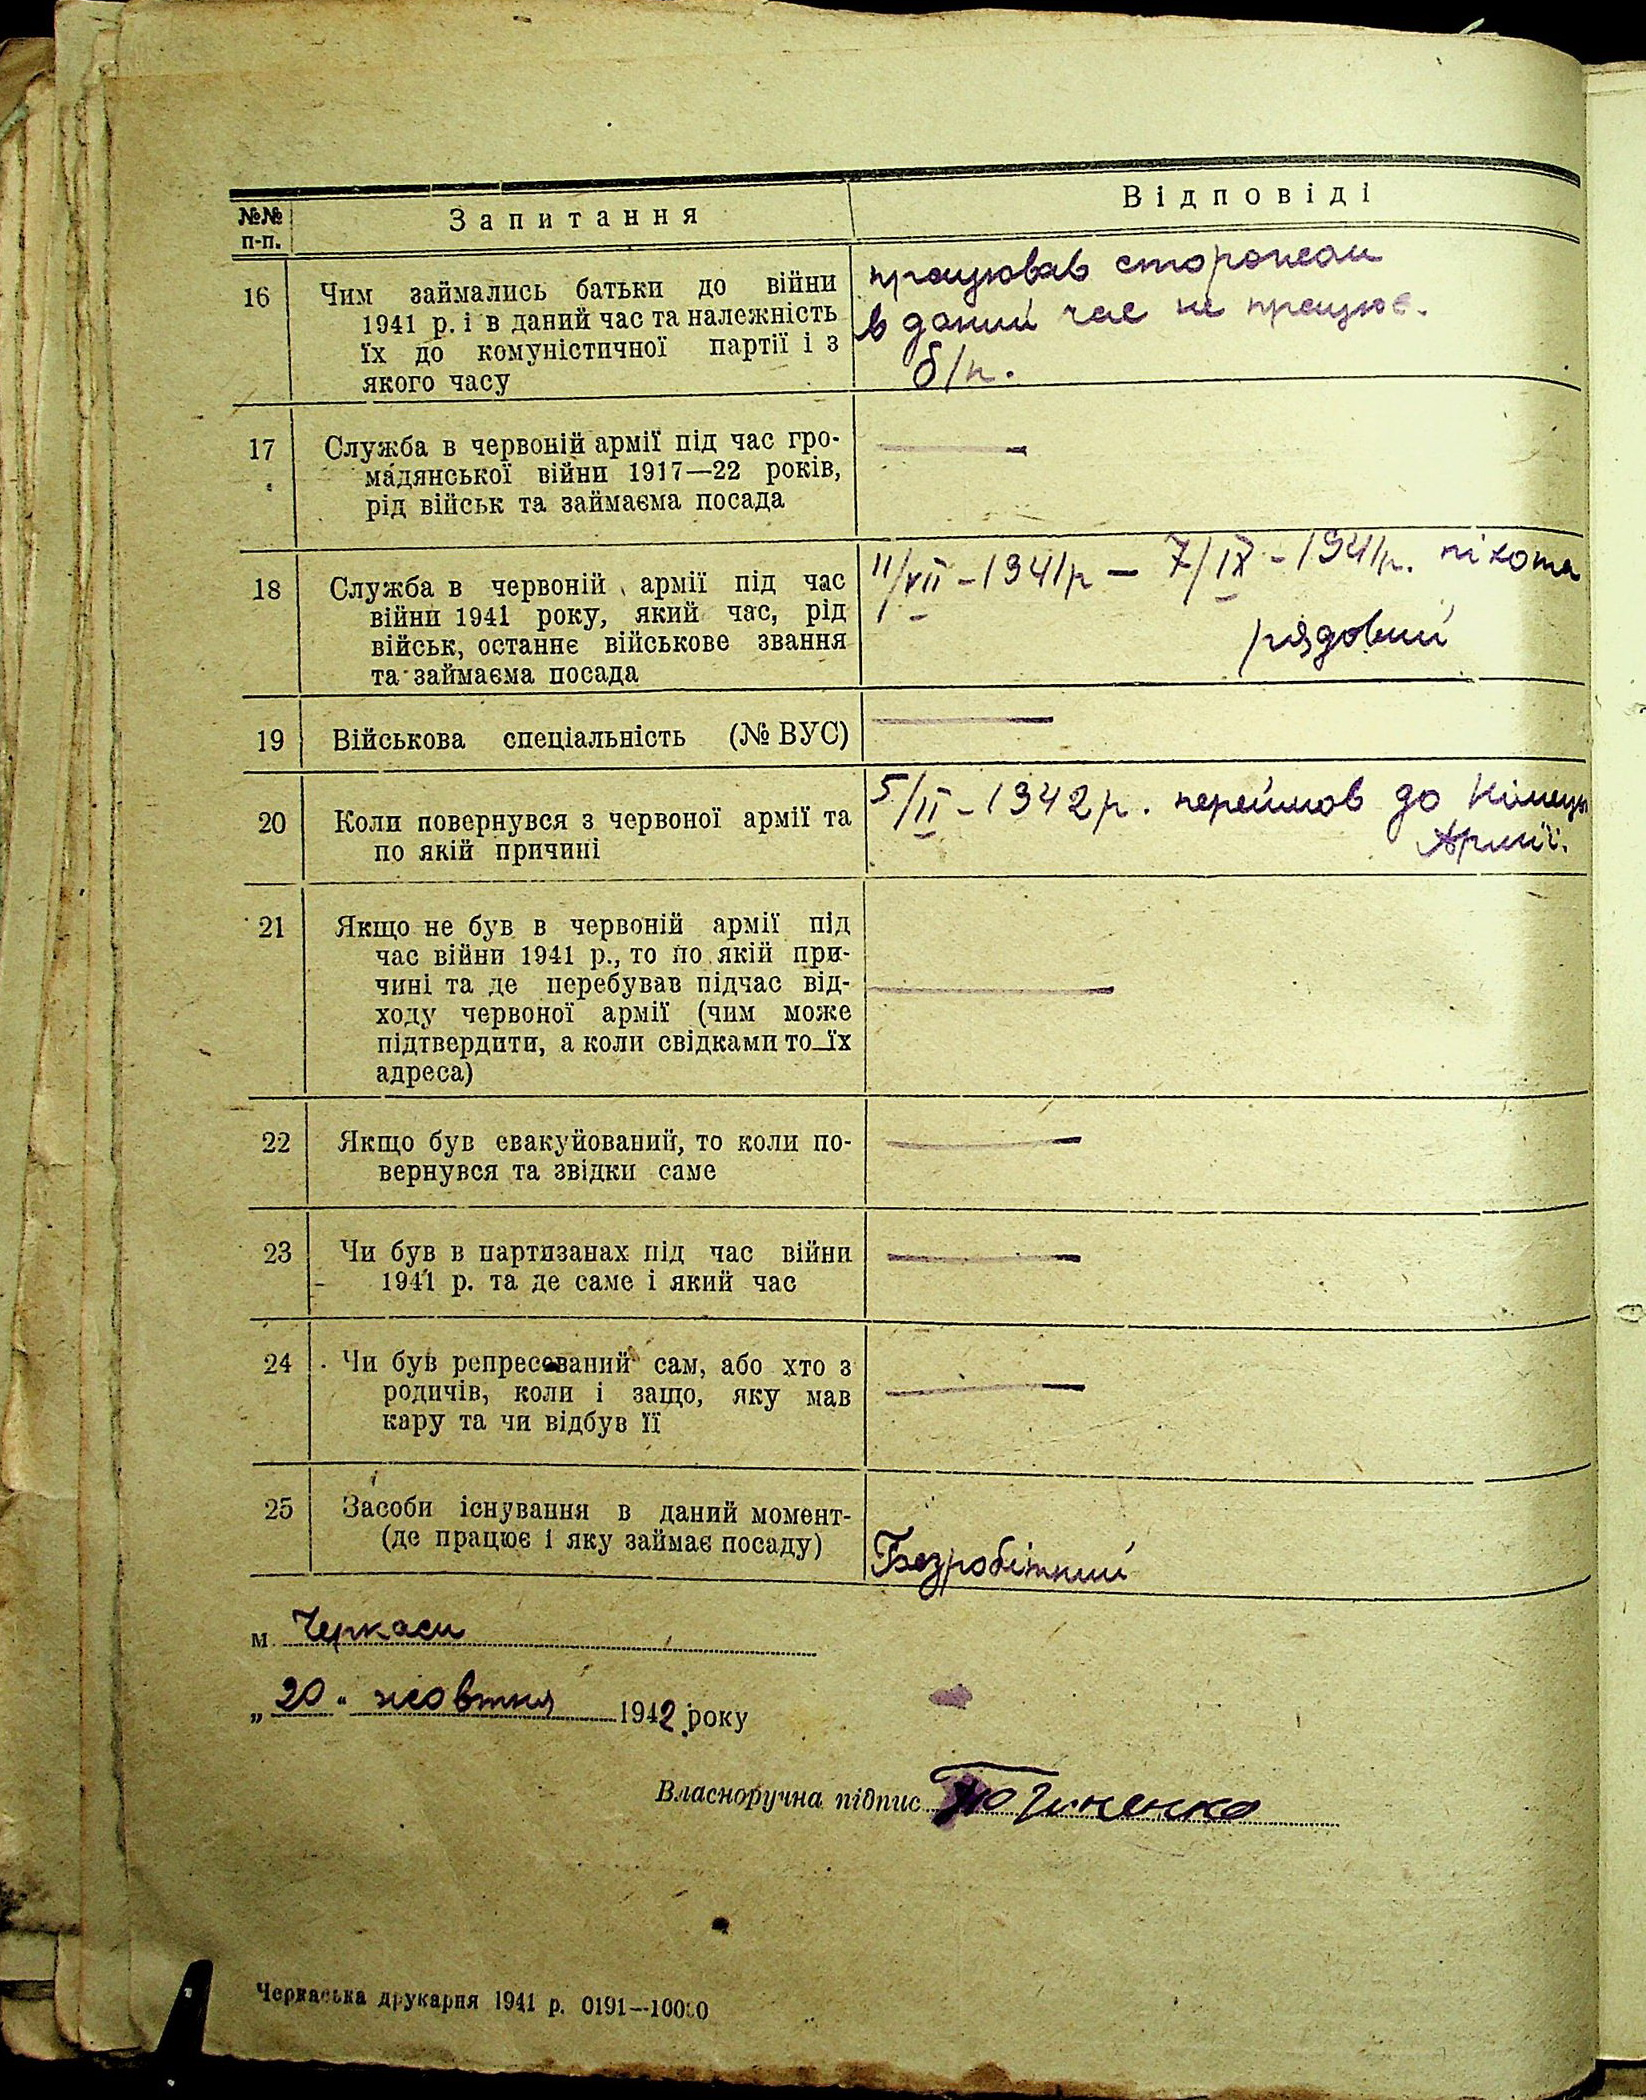 №№ п-п.
Запитання
Відповіді
16
Чим займались батьки до війни
1941 р. і в даний час та належність
їх до комуністичної партії і з
якого часу
працював сторожем
в даний час не працює.
б/п.
17
Служба в червоній армії під час гро-
мадянської війни 1917—22 років,
рід військ та займаєма посада
—
18
Служба в червоній армії під час
війни 1941 року, який час, рід
військ, останнє військове звання
та займаєма посада
11/VII - 1941р — 7/IX - 1941р. піхота
рядовий
19
Військова спеціальність (№ ВУС)
—
20
Коли повернувся з червоної армії та
по якій причині
5/II - 1942 р. перейшов до
Армії.
21
Якщо не був в червоній армії під
час війни 1941 р., то по якій при-
чині та де перебував підчас від-
ходу червоної армії (чим може
підтвердити, а коли свідками то їх
адреса)
—
22
Якщо був евакуйований, то коли по-
вернувся та звідки саме
—
23
Чи був в партизанах під час війни
1941 р. та де саме і який час
—
24
Чи був репресований сам, або хто з
родичів, коли і защо, яку мав
кару та чи відбув її
—
25
Засоби існування в даний момент-
(де працює і яку займає посаду)
Безробітний
м. Черкаси
„20" жовтня 1942 року
Власноручна підпис
Черкаська друкарня 1941 р. 0191—10000